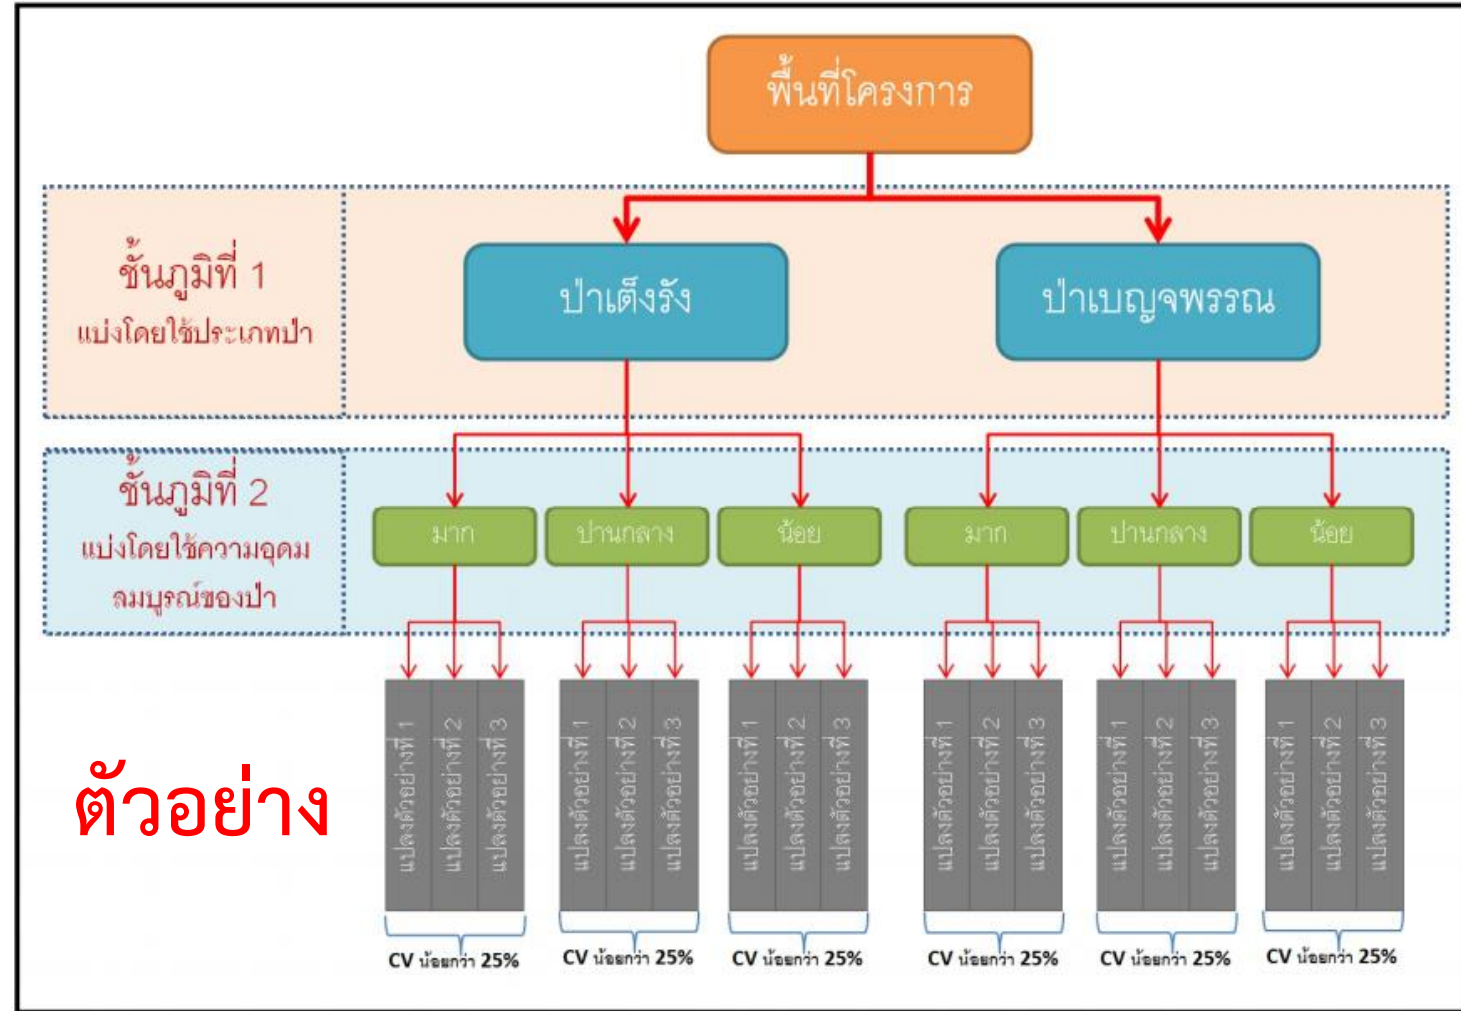 พื้นที่โครงการ
ชั้นภูมิที่ 1
แบ่งโดยใช้ประเภทป่า
ป่าเต็งรัง
ป่าเบญจพรรณ
ชั้นภูมิที่ 2
แบ่งโดยใช้ความอุดม
สมบูรณ์ของป่า
มาก
ปานกลาง
น้อย
มาก
ปานกลาง
น้อย
ตัวอย่าง
แปลงตัวอย่างที่ 1
แปลงตัวอย่างที่ 2
แปลงตัวอย่างที่ 3
แปลงตัวอย่างที่ 1
แปลงตัวอย่างที่ 2
แปลงตัวอย่างที่ 3
แปลงตัวอย่างที่ 1
แปลงตัวอย่างที่ 2
แปลงตัวอย่างที่ 3
แปลงตัวอย่างที่ 1
แปลงตัวอย่างที่ 2
แปลงตัวอย่างที่ 3
แปลงตัวอย่างที่ 1
แปลงตัวอย่างที่ 2
แปลงตัวอย่างที่ 3
แปลงตัวอย่างที่ 1
แปลงตัวอย่างที่ 2
แปลงตัวอย่างที่ 3
CV น้อยกว่า 25%
CV น้อยกว่า 25%
CV น้อยกว่า 25%
CV น้อยกว่า 25%
CV น้อยกว่า 25%
CV น้อยกว่า 25%